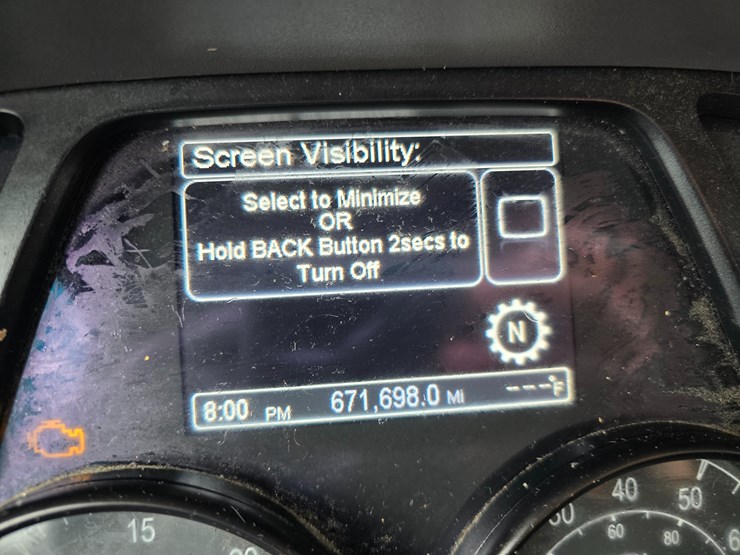 Screen Visibility:
Select to Minimize
OR
Hold BACK Button 2secs to
Turn Off
N
8:00 PM 671,698.0 MI ---°F
15
40
50
60
80